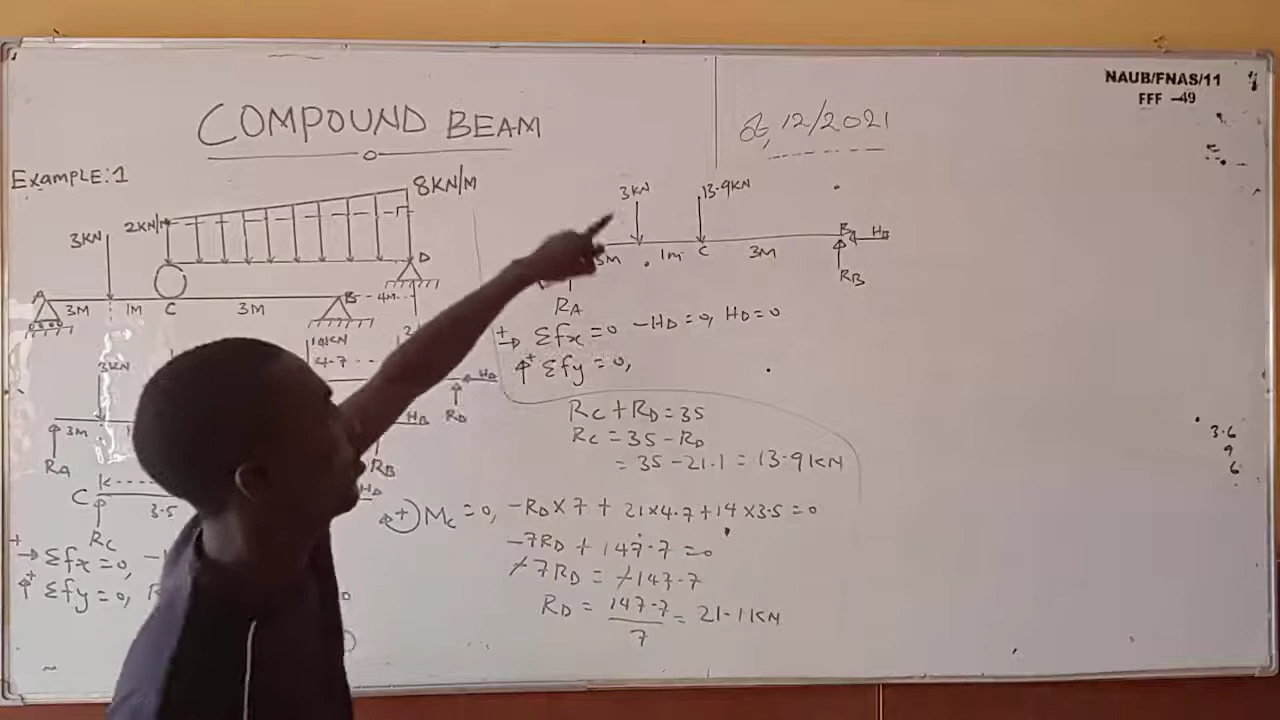 COMPOUND BEAM
NAUB/FNAS/11
FFF -49
12/2021
Example:1
8KN/M
2KN/M
3KN
A
3M
1M
C
3M
B
4M
D
3KN
13.9KN
1M
C
3M
B
HB
RB
RA
+→ Σfx =0 -HD=0, HD=0
↑+ Σfy =0,
RC + RD = 35
RC = 35 - RD
= 35 - 21.1 = 13.9KN
+ MC =0, -RD×7 + 21×4.7 + 14×3.5 =0
-7RD + 147.7 =0
-7RD = -147.7
RD = 147.7/7 = 21.1KN
3KN
4.7
HD
RD
3M
HB
RA
RB
C
3.5
HD
RC
+→ Σfx =0,
↑+ Σfy =0,
3.6
9
6